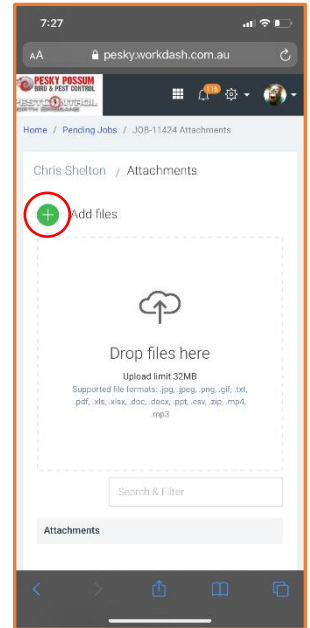 7:27
AA pesky.workdash.com.au
PESKY POSSUM
BIRD & PEST CONTROL
116
Home / Pending Jobs / JOB-11424 Attachments
Chris Shelton / Attachments
Add files
Drop files here
Upload limit 32MB
Supported file formats: .jpg, .jpeg, .png, .gif, .txt,
.pdf, .xls, .xlsx, .doc, .docx, .ppt, .csv, .zip, .mp4,
.mp3
Search & Filter
Attachments